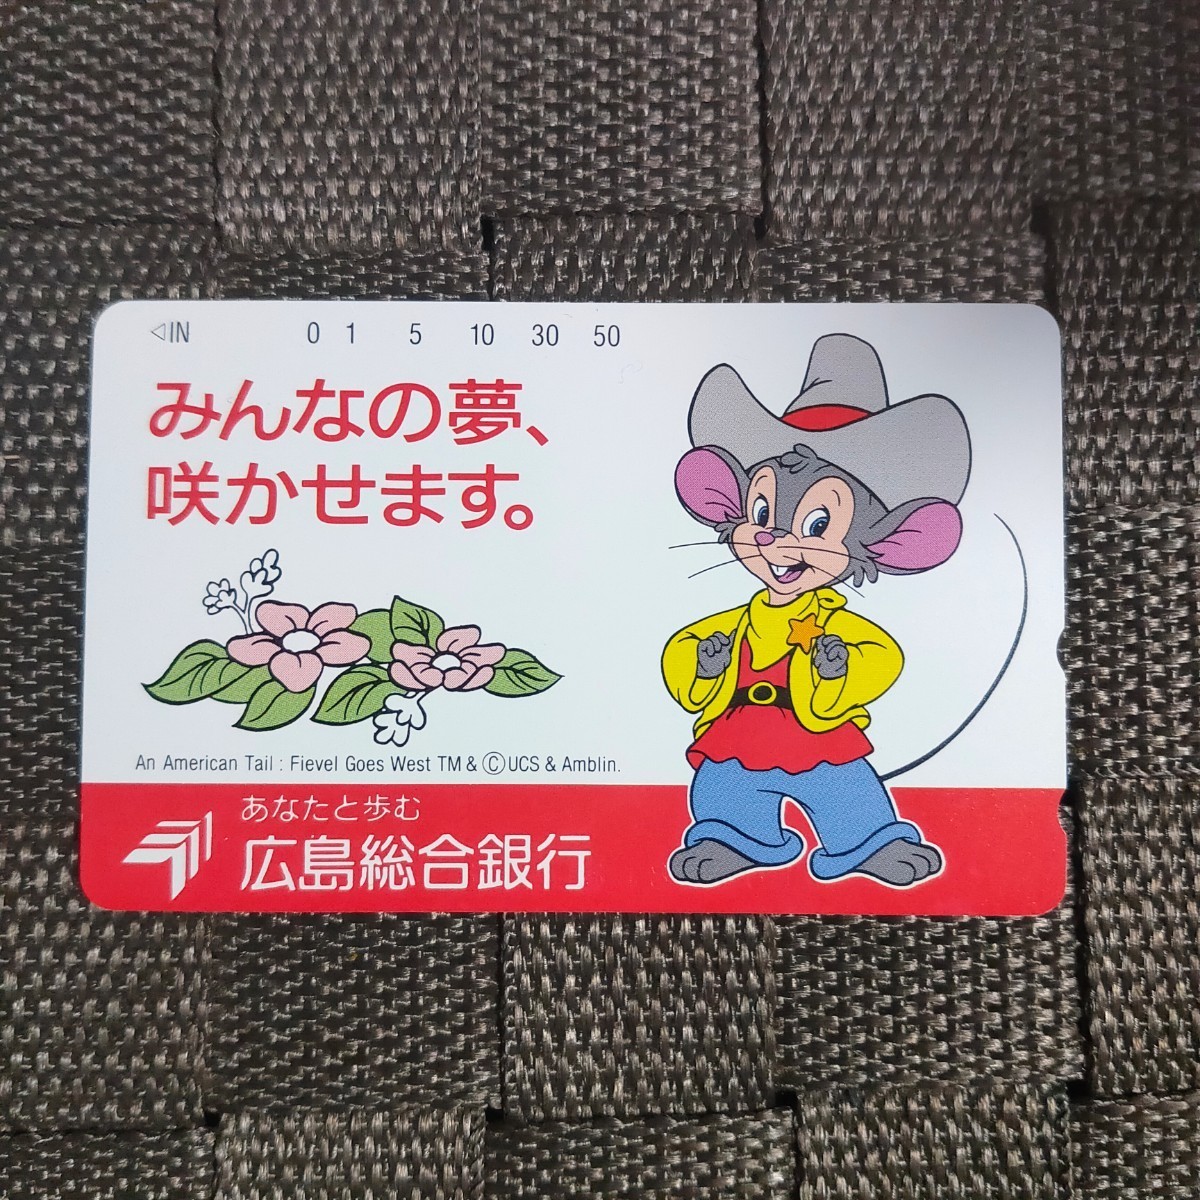 ◁IN 0 1 5 10 30 50
みんなの夢、
咲かせます。
An American Tail : Fievel Goes West TM & ⒸUCS & Amblin.
あなたと歩む
広島総合銀行